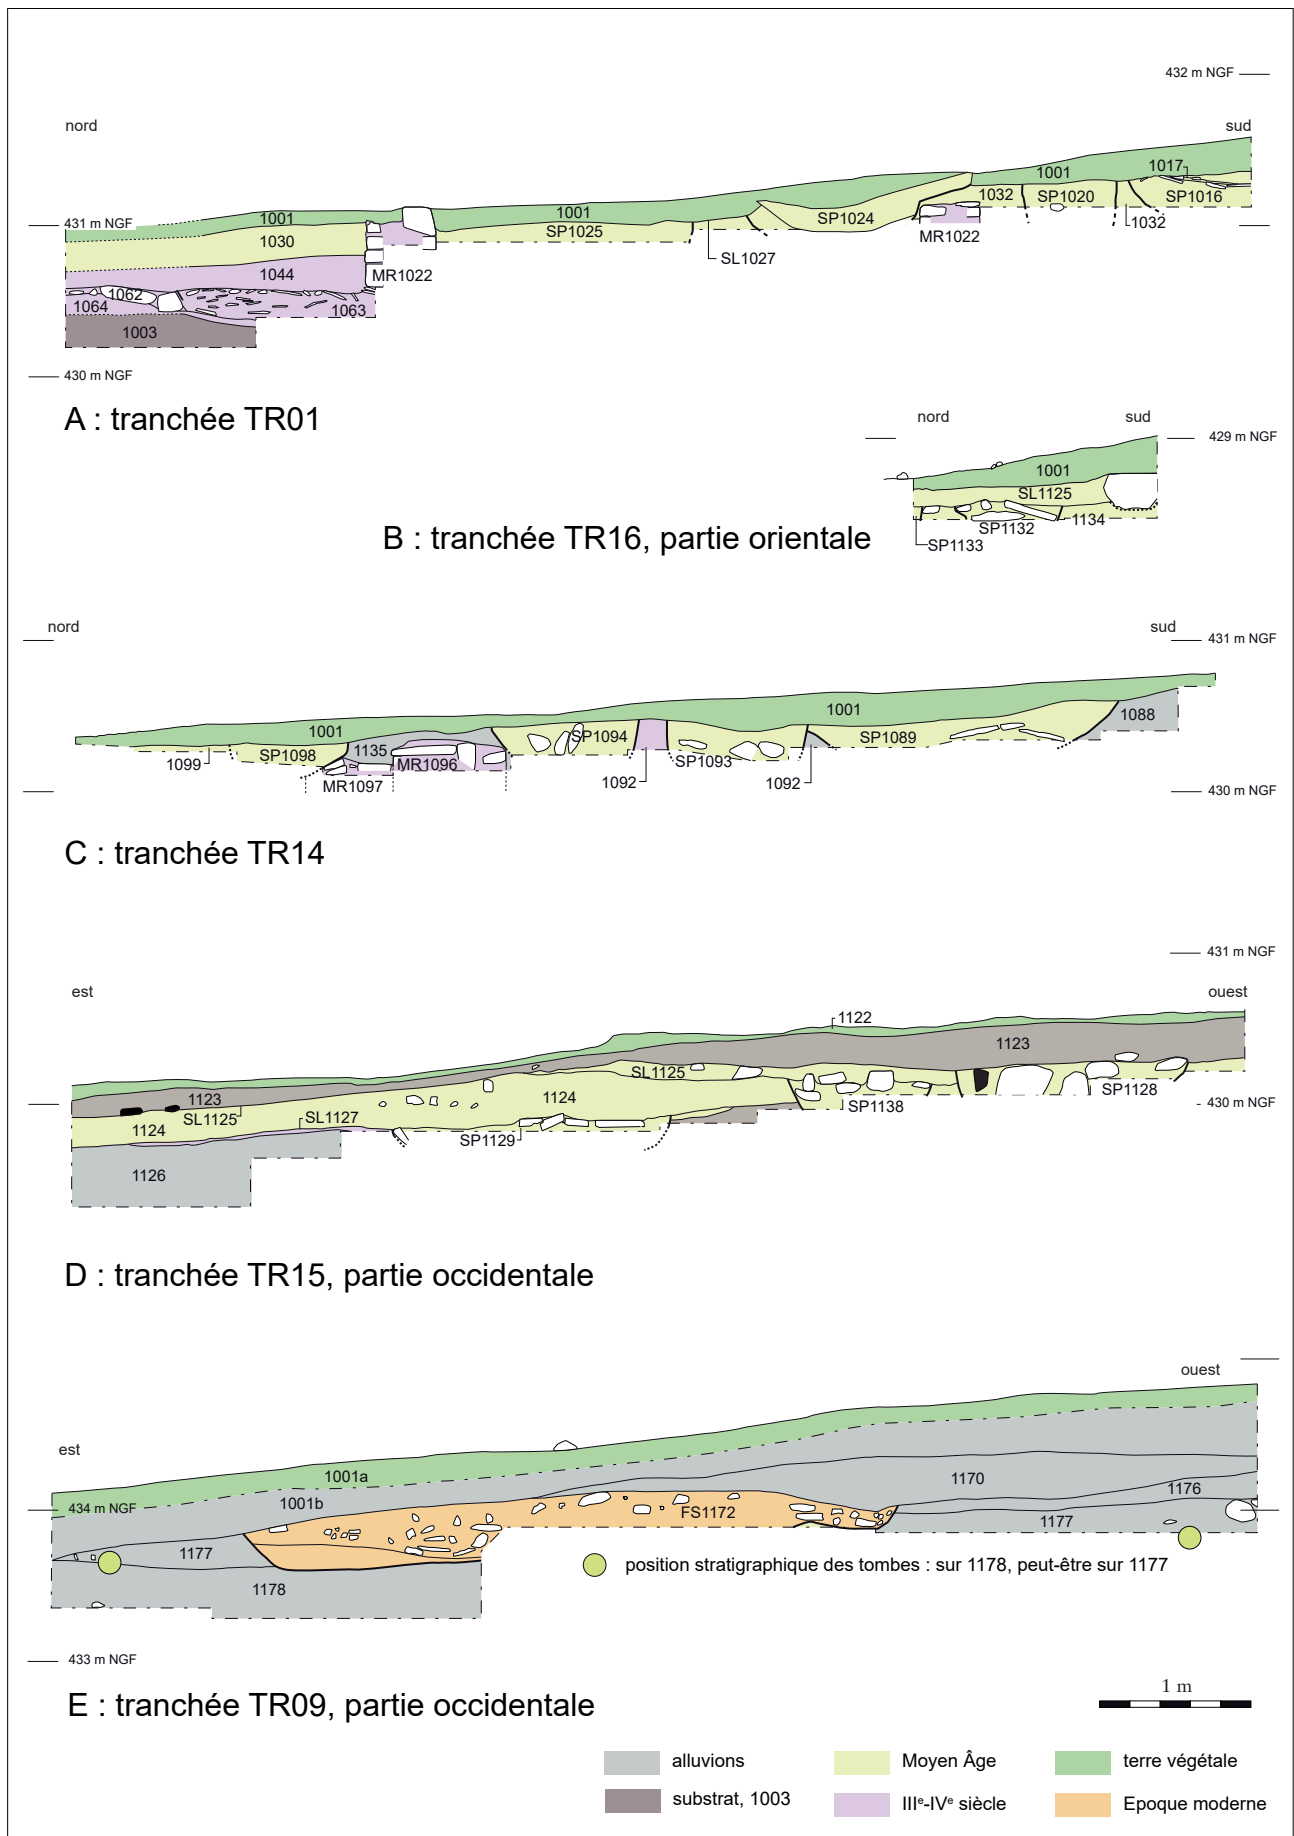 432 m NGF
nord
sud
1017
1001
1032
SP1020
SP1016
1001
1001
SP1024
431 m NGF
1030
SP1025
1032
MR1022
SL1027
1044
MR1022
1062
1064
1063
1003
430 m NGF
A : tranchée TR01
nord
sud
429 m NGF
1001
SL1125
SP1132
1134
SP1133
B : tranchée TR16, partie orientale
nord
sud
431 m NGF
1001
1001
1088
SP1094
SP1089
1135
SP1098
1099
MR1096
SP1093
MR1097
1092
1092
430 m NGF
C : tranchée TR14
431 m NGF
est
ouest
1122
1123
SL1125
1123
1124
SP1128
SL1125
SL1127
SP1138
430 m NGF
1124
SP1129
1126
D : tranchée TR15, partie occidentale
ouest
est
1001a
1170
1176
434 m NGF
1001b
FS1172
1177
1177
position stratigraphique des tombes : sur 1178, peut-être sur 1177
1178
433 m NGF
E : tranchée TR09, partie occidentale
1 m
alluvions
Moyen Âge
terre végétale
substrat, 1003
IIIᵉ-IVᵉ siècle
Epoque moderne